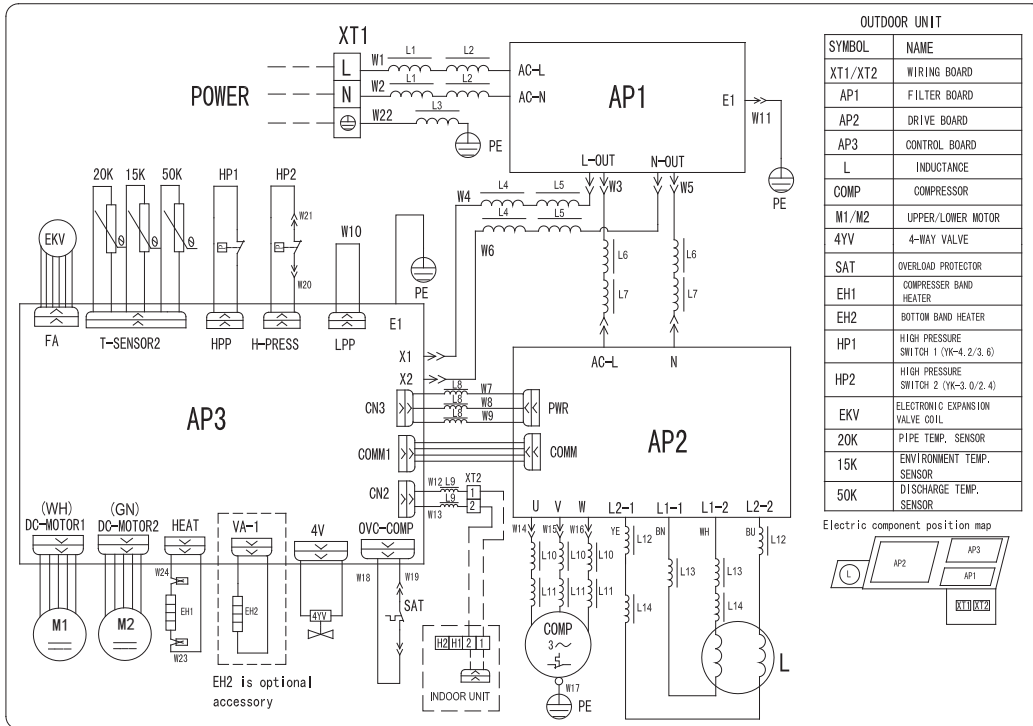 XT1
L
N
POWER
W1
L1
L2
AC-L
W2
L1
L2
AC-N
W22
L3
PE
AP1
E1
W11
PE
L-OUT
N-OUT
W3
W5
W4
L4
L5
L4
L5
W6
L6
L7
L6
L7
20K
15K
50K
HP1
HP2
EKV
θ
θ
θ
W21
W20
W10
PE
FA
T-SENSOR2
HPP
H-PRESS
LPP
E1
X1
X2
AP3
CN3
L8
W7
L8
W8
L8
W9
PWR
COMM1
COMM
CN2
W12
L9
XT2
1
L9
2
W13
AC-L
N
AP2
U
V
W
L2-1
L1-1
L1-2
L2-2
W14
W15
W16
YE
BN
WH
BU
L12
L12
L10
L10
L10
L13
L13
L11
L11
L11
L14
L14
COMP
3~
W17
PE
L
(WH)
DC-MOTOR1
(GN)
DC-MOTOR2
HEAT
VA-1
4V
OVC-COMP
W24
W18
W19
EH1
EH2
4YV
SAT
M1
M2
W23
H2
H1
2
1
INDOOR UNIT
EH2 is optional
accessory
OUTDOOR UNIT
SYMBOL NAME
XT1/XT2 WIRING BOARD
AP1 FILTER BOARD
AP2 DRIVE BOARD
AP3 CONTROL BOARD
L INDUCTANCE
COMP COMPRESSOR
M1/M2 UPPER/LOWER MOTOR
4YV 4-WAY VALVE
SAT OVERLOAD PROTECTOR
EH1 COMPRESSER BAND
HEATER
EH2 BOTTOM BAND HEATER
HP1 HIGH PRESSURE
SWITCH 1 (YK-4.2/3.6)
HP2 HIGH PRESSURE
SWITCH 2 (YK-3.0/2.4)
EKV ELECTRONIC EXPANSION
VALVE COIL
20K PIPE TEMP. SENSOR
15K ENVIRONMENT TEMP.
SENSOR
50K DISCHARGE TEMP.
SENSOR
Electric component position map
L
AP2
AP3
AP1
XT1
XT2